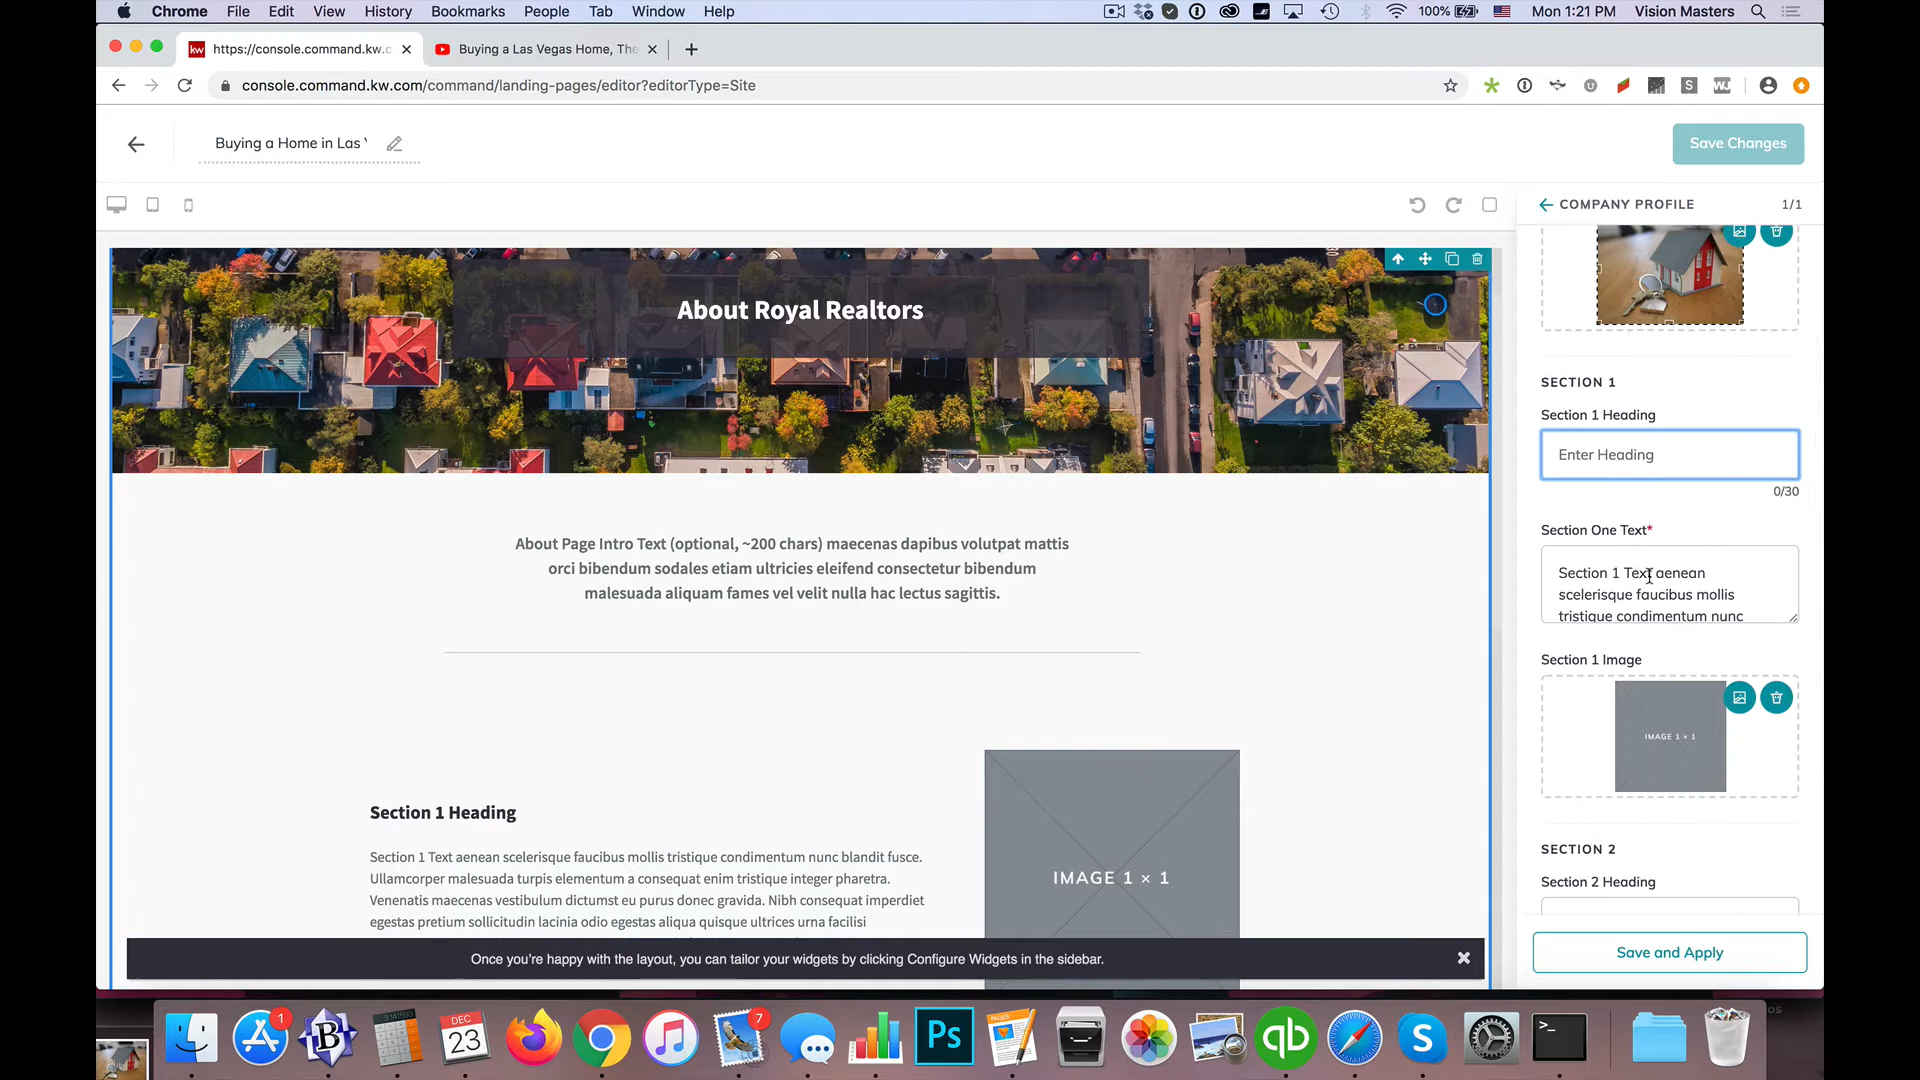 Chrome File Edit View History Bookmarks People Tab Window Help 100% Mon 1:21 PM Vision Masters
kw https://console.command.kw.c Buying a Las Vegas Home, The
console.command.kw.com/command/landing-pages/editor?editorType=Site
Buying a Home in Las
Save Changes
COMPANY PROFILE 1/1
About Royal Realtors
SECTION 1
Section 1 Heading
Enter Heading
0/30
Section One Text*
Section 1 Text aenean
scelerisque faucibus mollis
tristique condimentum nunc
Section 1 Image
IMAGE 1 × 1
SECTION 2
Section 2 Heading
Save and Apply
About Page Intro Text (optional, ~200 chars) maecenas dapibus volutpat mattis
orci bibendum sodales etiam ultricies eleifend consectetur bibendum
malesuada aliquam fames vel velit nulla hac lectus sagittis.
Section 1 Heading
Section 1 Text aenean scelerisque faucibus mollis tristique condimentum nunc blandit fusce.
Ullamcorper malesuada turpis elementum a consequat enim tristique integer pharetra.
Venenatis maecenas vestibulum dictumst eu purus donec gravida. Nibh consequat imperdiet
egestas pretium sollicitudin lacinia odio egestas aliqua quisque ultrices urna facilisi
IMAGE 1 × 1
Once you're happy with the layout, you can tailor your widgets by clicking Configure Widgets in the sidebar.
1
DEC
23
7
Ps
qb
S
>_